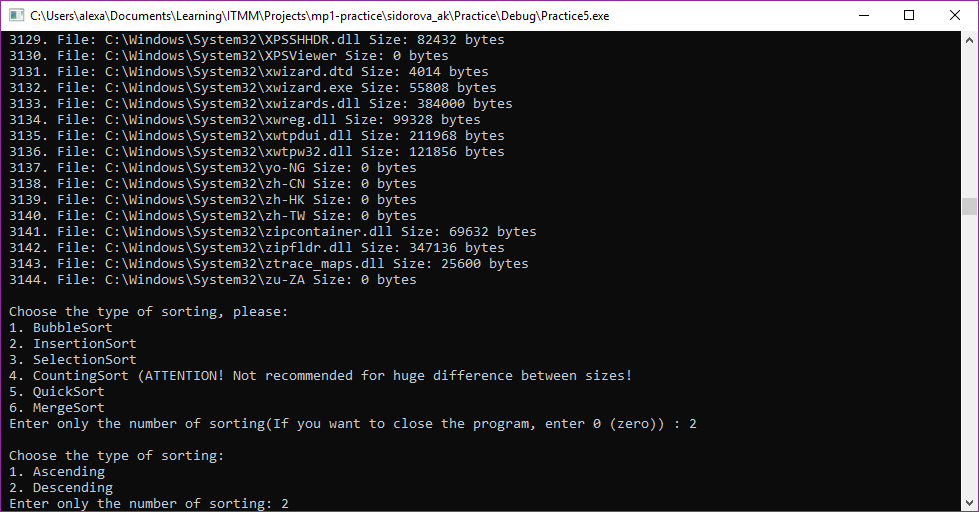 C:\Users\alexa\Documents\Learning\ITMM\Projects\mp1-practice\sidorova_ak\Practice\Debug\Practice5.exe
3129. File: C:\Windows\System32\XPSSHHDR.dll Size: 82432 bytes
3130. File: C:\Windows\System32\XPSViewer Size: 0 bytes
3131. File: C:\Windows\System32\xwizard.dtd Size: 4014 bytes
3132. File: C:\Windows\System32\xwizard.exe Size: 55808 bytes
3133. File: C:\Windows\System32\xwizards.dll Size: 384000 bytes
3134. File: C:\Windows\System32\xwreg.dll Size: 99328 bytes
3135. File: C:\Windows\System32\xwtpdui.dll Size: 211968 bytes
3136. File: C:\Windows\System32\xwtpw32.dll Size: 121856 bytes
3137. File: C:\Windows\System32\yo-NG Size: 0 bytes
3138. File: C:\Windows\System32\zh-CN Size: 0 bytes
3139. File: C:\Windows\System32\zh-HK Size: 0 bytes
3140. File: C:\Windows\System32\zh-TW Size: 0 bytes
3141. File: C:\Windows\System32\zipcontainer.dll Size: 69632 bytes
3142. File: C:\Windows\System32\zipfldr.dll Size: 347136 bytes
3143. File: C:\Windows\System32\ztrace_maps.dll Size: 25600 bytes
3144. File: C:\Windows\System32\zu-ZA Size: 0 bytes
Choose the type of sorting, please:
1. BubbleSort
2. InsertionSort
3. SelectionSort
4. CountingSort (ATTENTION! Not recommended for huge difference between sizes!
5. QuickSort
6. MergeSort
Enter only the number of sorting(If you want to close the program, enter 0 (zero)) : 2
Choose the type of sorting:
1. Ascending
2. Descending
Enter only the number of sorting: 2